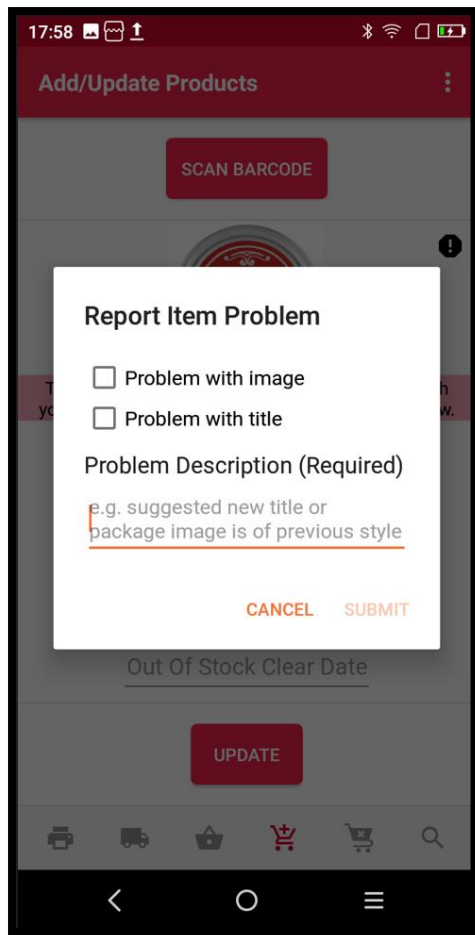 17:58
Add/Update Products
SCAN BARCODE
Report Item Problem
Problem with image
Problem with title
Problem Description (Required)
e.g. suggested new title or
package image is of previous style
CANCEL SUBMIT
Out Of Stock Clear Date
UPDATE